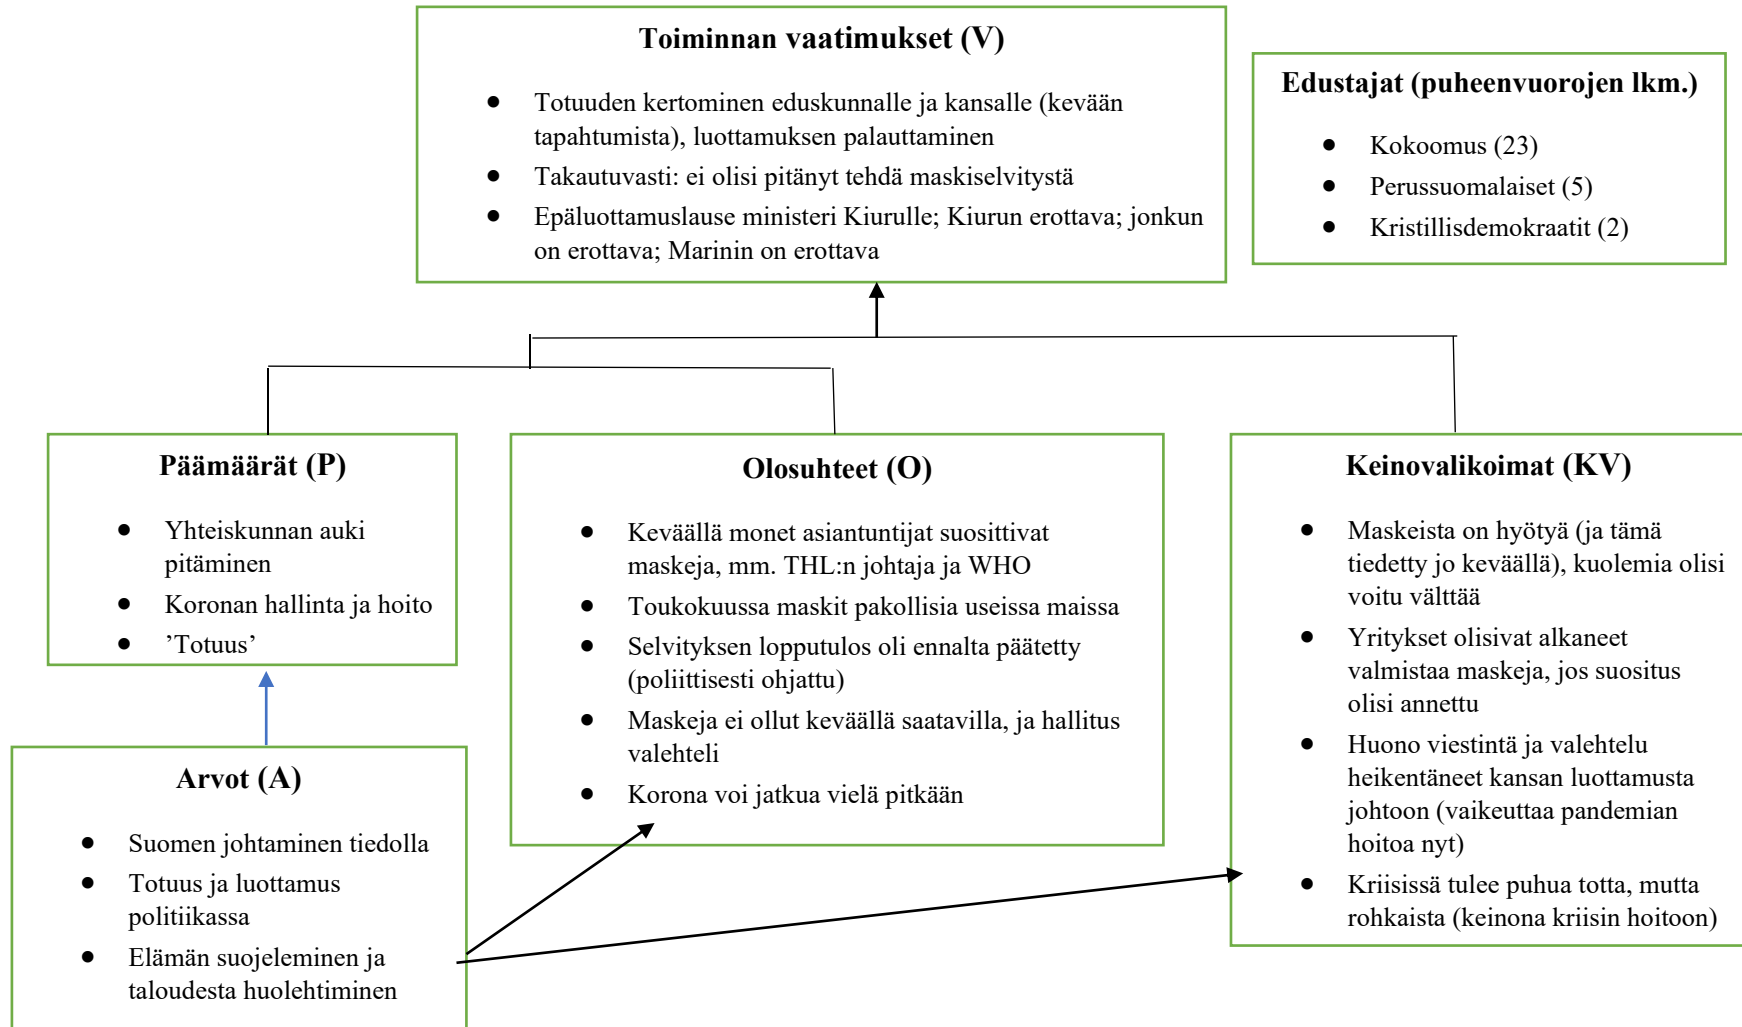 Toiminnan vaatimukset (V)
● Totuuden kertominen eduskunnalle ja kansalle (kevään
tapahtumista), luottamuksen palauttaminen
● Takautuvasti: ei olisi pitänyt tehdä maskiselvitystä
● Epäluottamuslause ministeri Kiurulle; Kiurun erottava; jonkun
on erottava; Marinin on erottava
Edustajat (puheenvuorojen lkm.)
● Kokoomus (23)
● Perussuomalaiset (5)
● Kristillisdemokraatit (2)
Päämäärät (P)
● Yhteiskunnan auki
pitäminen
● Koronan hallinta ja hoito
● ’Totuus’
Olosuhteet (O)
● Keväällä monet asiantuntijat suosittivat
maskeja, mm. THL:n johtaja ja WHO
● Toukokuussa maskit pakollisia useissa maissa
● Selvityksen lopputulos oli ennalta päätetty
(poliittisesti ohjattu)
● Maskeja ei ollut keväällä saatavilla, ja hallitus
valehteli
● Korona voi jatkua vielä pitkään
Keinovalikoimat (KV)
● Maskeista on hyötyä (ja tämä
tiedetty jo keväällä), kuolemia olisi
voitu välttää
● Yritykset olisivat alkaneet
valmistaa maskeja, jos suositus
olisi annettu
● Huono viestintä ja valehtelu
heikentäneet kansan luottamusta
johtoon (vaikeuttaa pandemian
hoitoa nyt)
● Kriisissä tulee puhua totta, mutta
rohkaista (keinona kriisin hoitoon)
Arvot (A)
● Suomen johtaminen tiedolla
● Totuus ja luottamus
politiikassa
● Elämän suojeleminen ja
taloudesta huolehtiminen